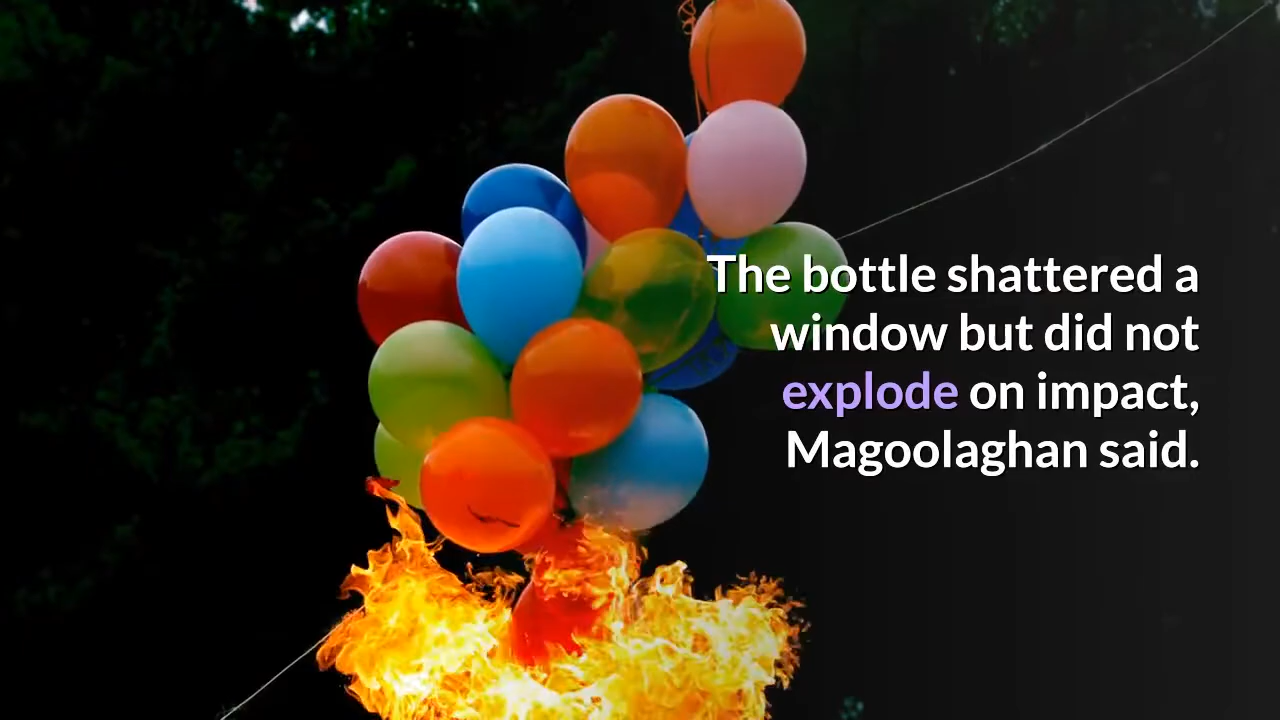 The bottle shattered a
window but did not
explode on impact,
Magoolaghan said.